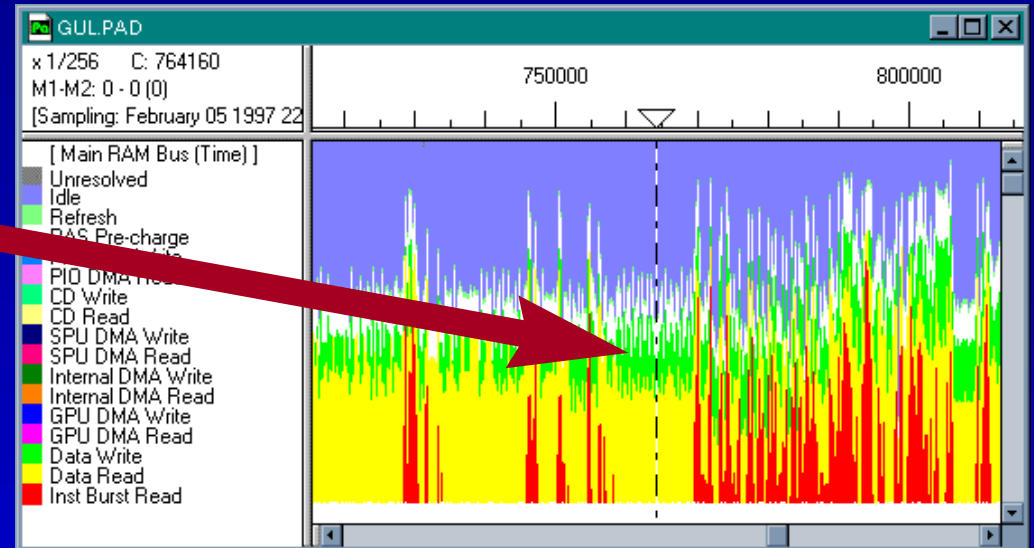 GUL.PAD
x 1/256 C: 764160
M1-M2: 0 - 0 (0)
[Sampling: February 05 1997 22
750000 800000
[ Main RAM Bus (Time) ]
Unresolved
Idle
Refresh
RAS Pre-charge
PIO DMA
CD Write
CD Read
SPU DMA Write
SPU DMA Read
Internal DMA Write
Internal DMA Read
GPU DMA Write
GPU DMA Read
Data Write
Data Read
Inst Burst Read